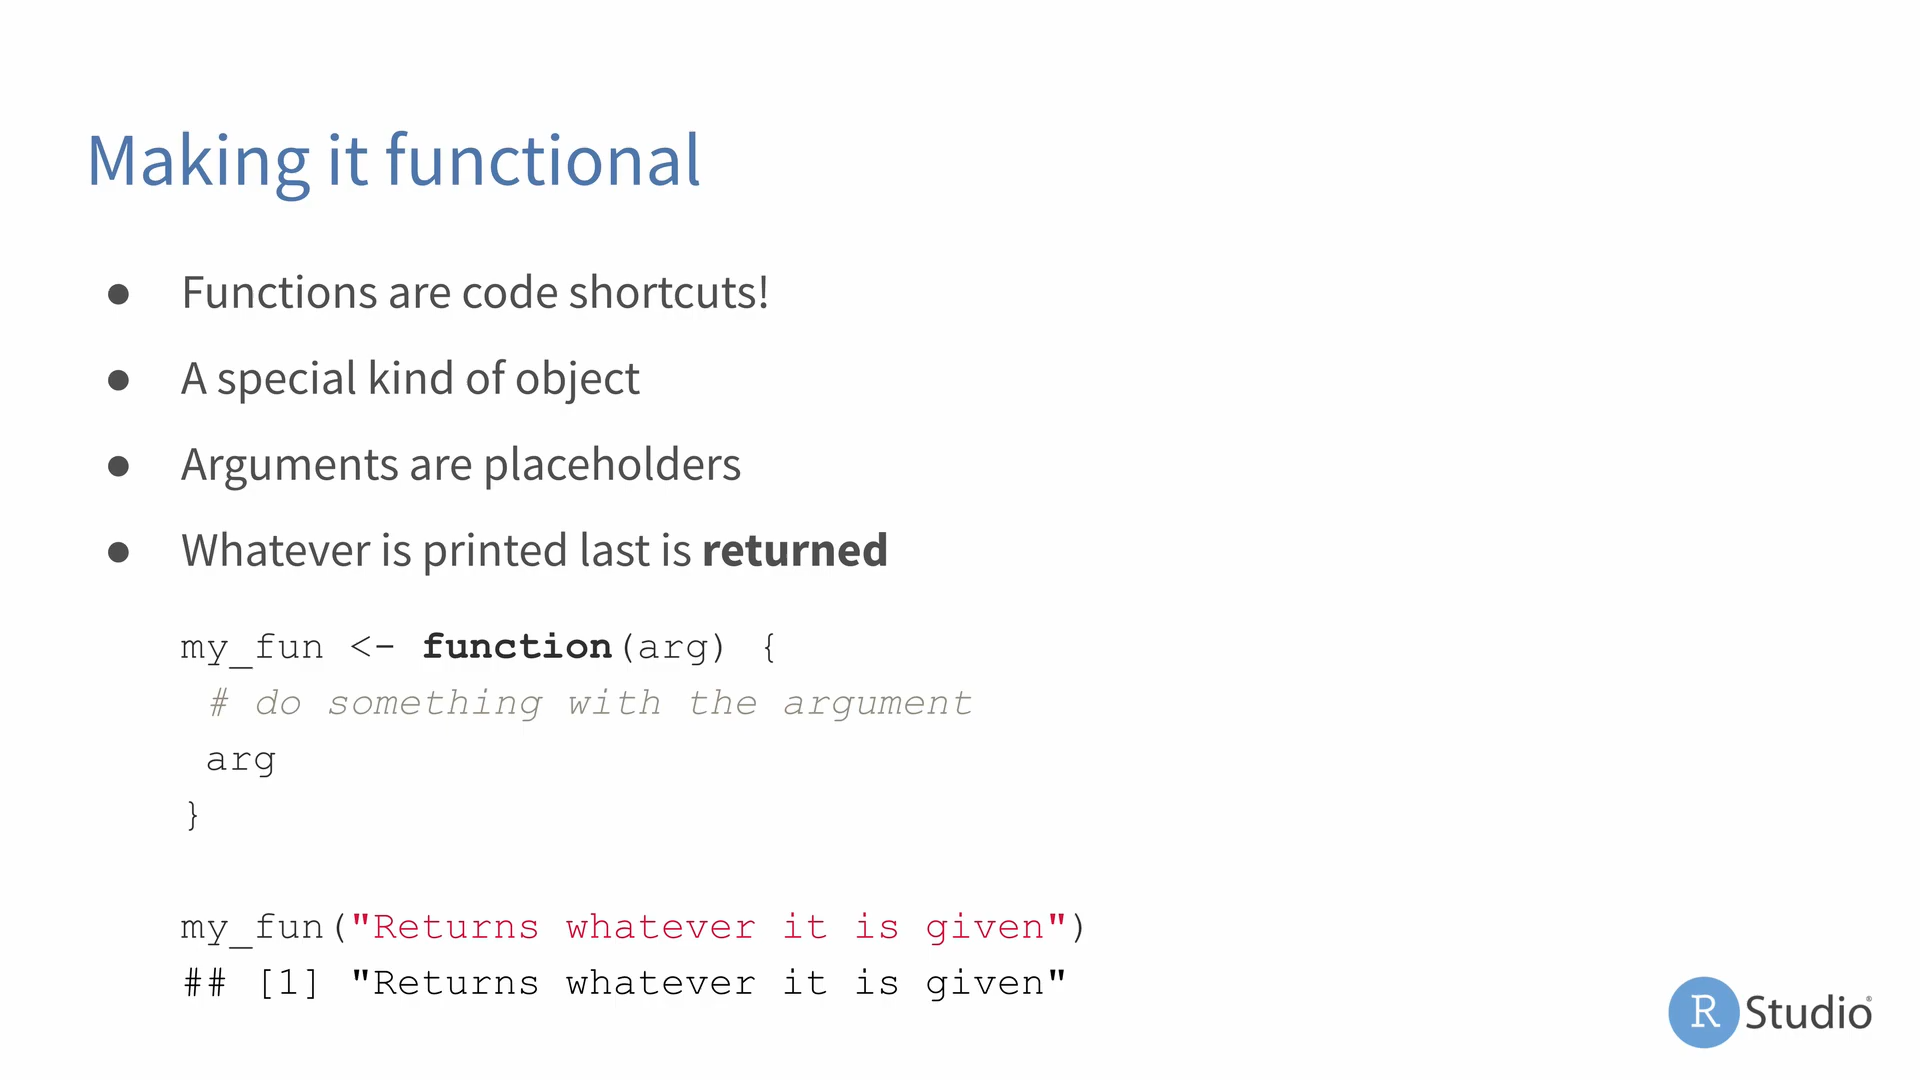 Making it functional
● Functions are code shortcuts!
● A special kind of object
● Arguments are placeholders
● Whatever is printed last is returned
my_fun <- function(arg) {
# do something with the argument
arg
}
my_fun("Returns whatever it is given")
## [1] "Returns whatever it is given"
R Studio®